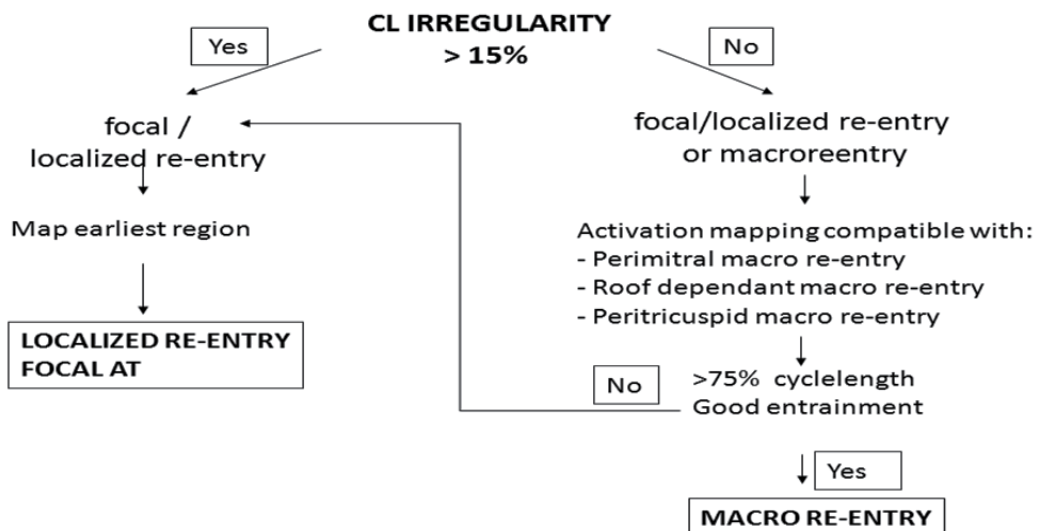 CL IRREGULARITY
> 15%
Yes
No
focal /
localized re-entry
Map earliest region
LOCALIZED RE-ENTRY
FOCAL AT
focal/localized re-entry
or macroreentry
Activation mapping compatible with:
- Perimitral macro re-entry
- Roof dependant macro re-entry
- Peritricuspid macro re-entry
No
>75% cyclelength
Good entrainment
Yes
MACRO RE-ENTRY